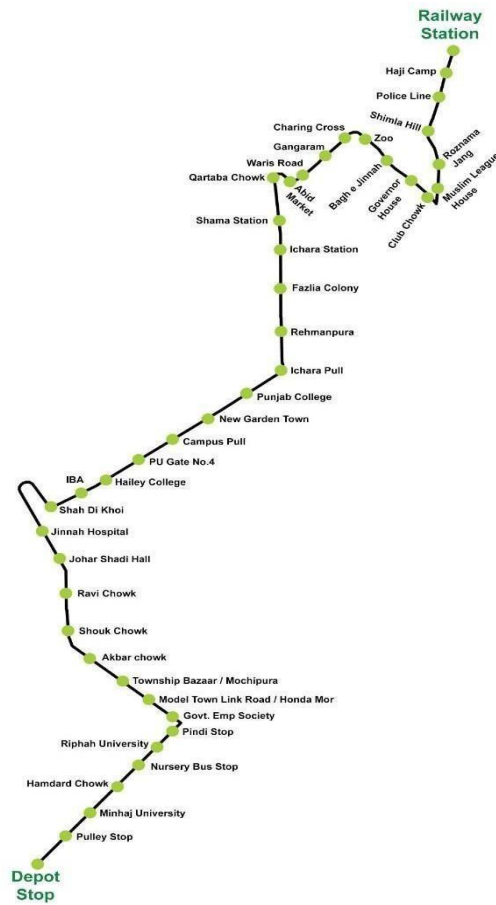 Railway
Station
Haji Camp
Police Line
Shimla Hill
Roznama
Jang
Muslim League
House
Club Chowk
Governor
House
Bagh e Jinnah
Zoo
Charing Cross
Gangaram
Waris Road
Abid
Market
Qartaba Chowk
Shama Station
Ichara Station
Fazlia Colony
Rehmanpura
Ichara Pull
Punjab College
New Garden Town
Campus Pull
PU Gate No.4
Hailey College
IBA
Shah Di Khoi
Jinnah Hospital
Johar Shadi Hall
Ravi Chowk
Shouk Chowk
Akbar chowk
Township Bazaar / Mochipura
Model Town Link Road / Honda Mor
Govt. Emp Society
Pindi Stop
Riphah University
Nursery Bus Stop
Hamdard Chowk
Minhaj University
Pulley Stop
Depot
Stop